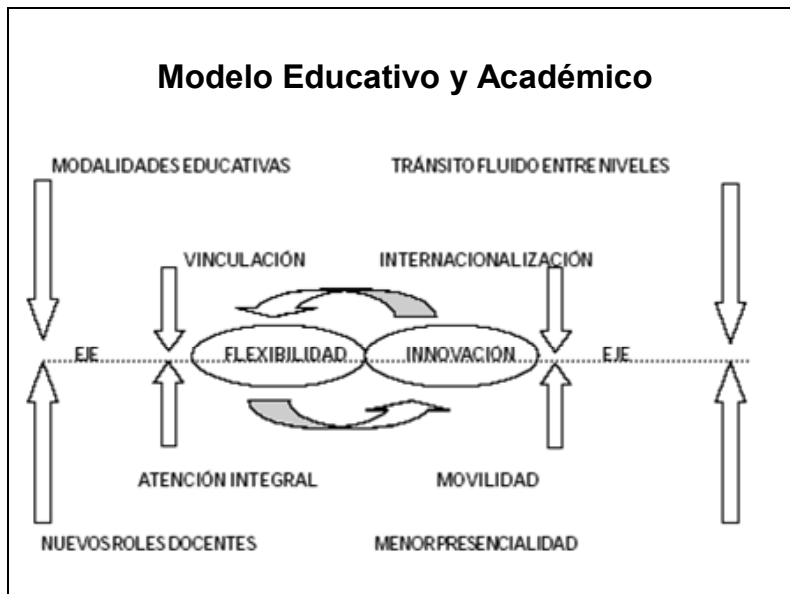 Modelo Educativo y Académico
MODALIDADES EDUCATIVAS TRÁNSITO FLUIDO ENTRE NIVELES
VINCULACIÓN INTERNACIONALIZACIÓN
EJE FLEXIBILIDAD INNOVACIÓN EJE
ATENCIÓN INTEGRAL MOVILIDAD
NUEVOS ROLES DOCENTES MENOR PRESENCIALIDAD